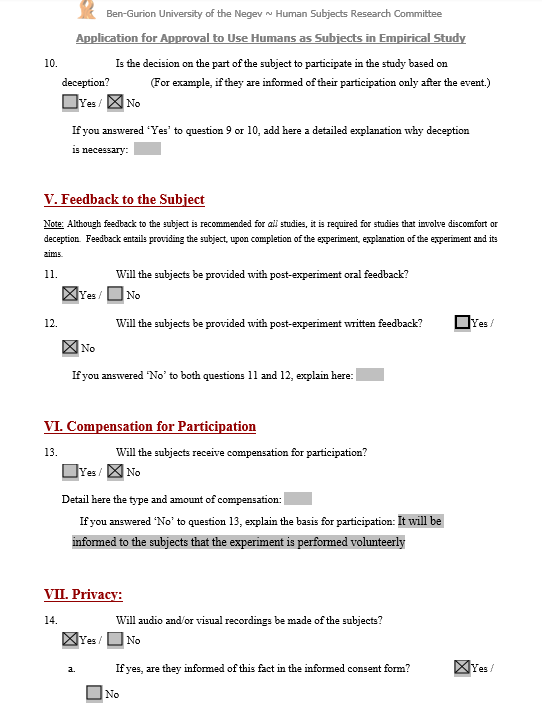 Ben-Gurion University of the Negev ~ Human Subjects Research Committee
Application for Approval to Use Humans as Subjects in Empirical Study
10. Is the decision on the part of the subject to participate in the study based on
deception? (For example, if they are informed of their participation only after the event.)
Yes / No
If you answered ‘Yes’ to question 9 or 10, add here a detailed explanation why deception
is necessary:
V. Feedback to the Subject
Note: Although feedback to the subject is recommended for all studies, it is required for studies that involve discomfort or
deception. Feedback entails providing the subject, upon completion of the experiment, explanation of the experiment and its
aims.
11. Will the subjects be provided with post-experiment oral feedback?
Yes / No
12. Will the subjects be provided with post-experiment written feedback? Yes /
No
If you answered ‘No’ to both questions 11 and 12, explain here:
VI. Compensation for Participation
13. Will the subjects receive compensation for participation?
Yes / No
Detail here the type and amount of compensation:
If you answered ‘No’ to question 13, explain the basis for participation: It will be
informed to the subjects that the experiment is performed volunteerly
VII. Privacy:
14. Will audio and/or visual recordings be made of the subjects?
Yes / No
a. If yes, are they informed of this fact in the informed consent form? Yes /
No